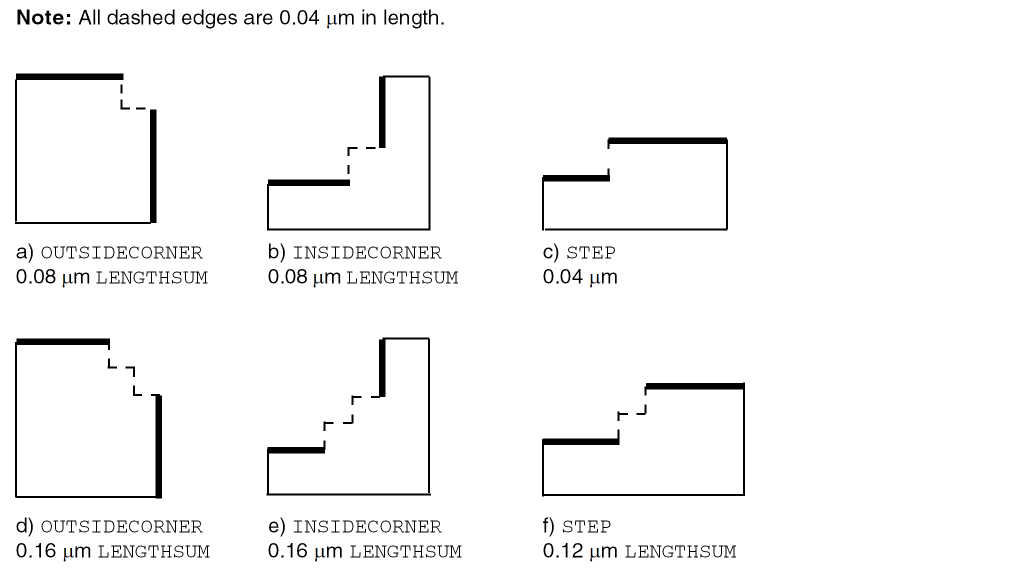 Note: All dashed edges are 0.04 μm in length.
a) OUTSIDECORNER
0.08 μm LENGTHSUM
b) INSIDECORNER
0.08 μm LENGTHSUM
c) STEP
0.04 μm
d) OUTSIDECORNER
0.16 μm LENGTHSUM
e) INSIDECORNER
0.16 μm LENGTHSUM
f) STEP
0.12 μm LENGTHSUM